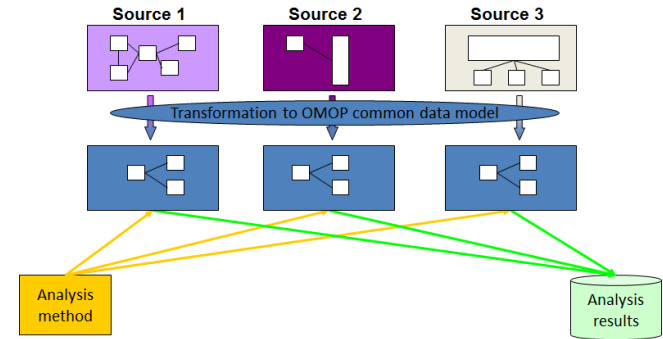 Source 1
Source 2
Source 3
Transformation to OMOP common data model
Analysis
method
Analysis
results